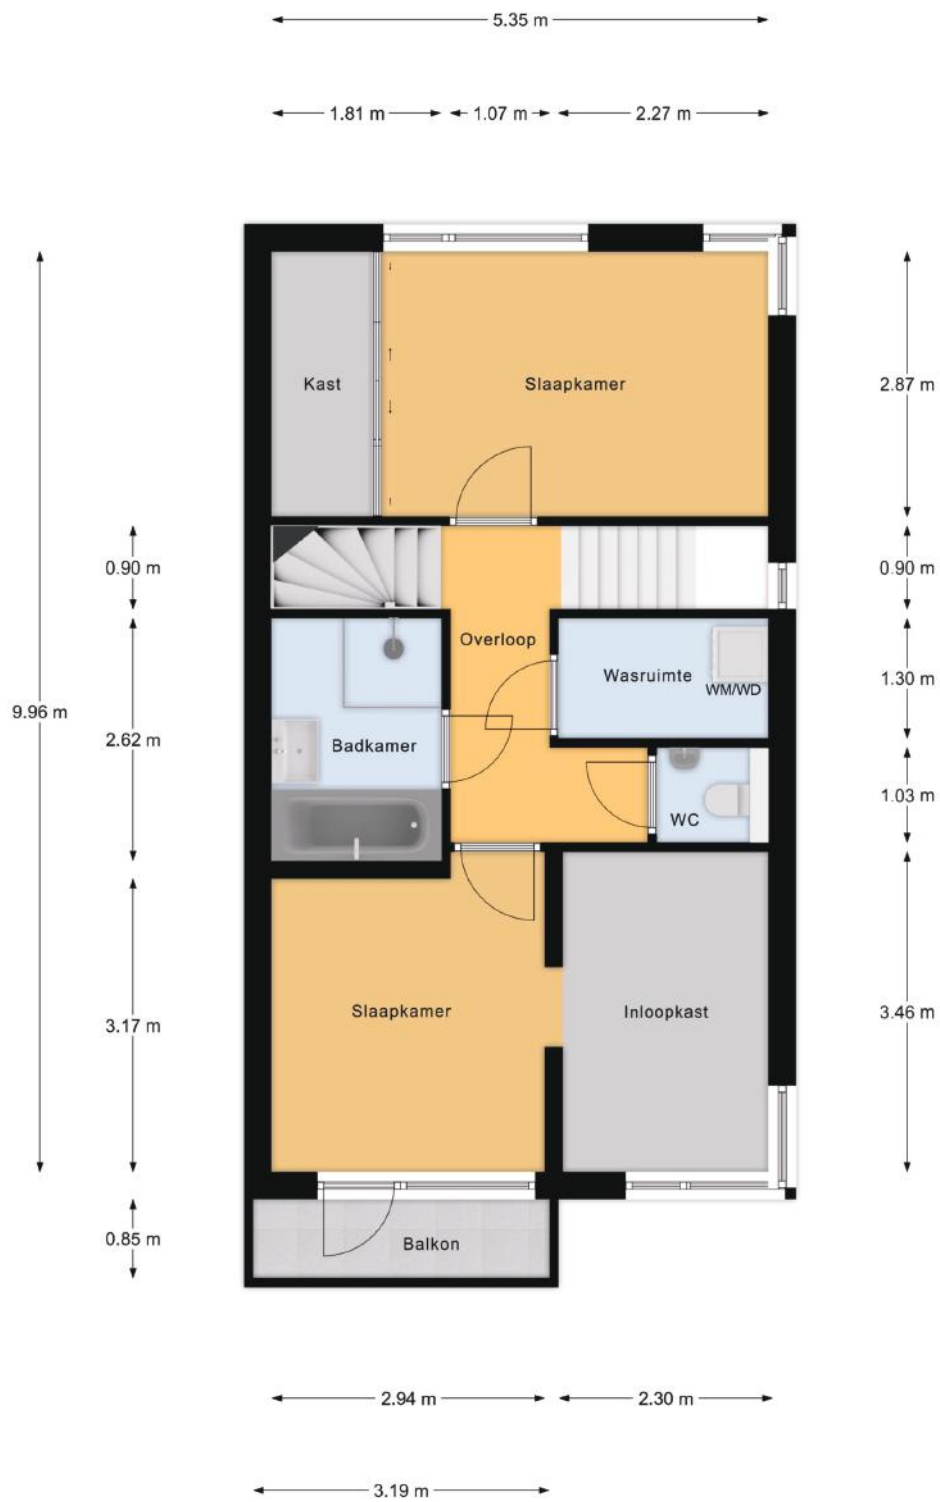 5.35 m
1.81 m
1.07 m
2.27 m
Kast
Slaapkamer
2.87 m
0.90 m
0.90 m
Overloop
Wasruimte
WM/WD
1.30 m
9.96 m
2.62 m
Badkamer
1.03 m
WC
3.17 m
Slaapkamer
Inloopkast
3.46 m
0.85 m
Balkon
2.94 m
2.30 m
3.19 m